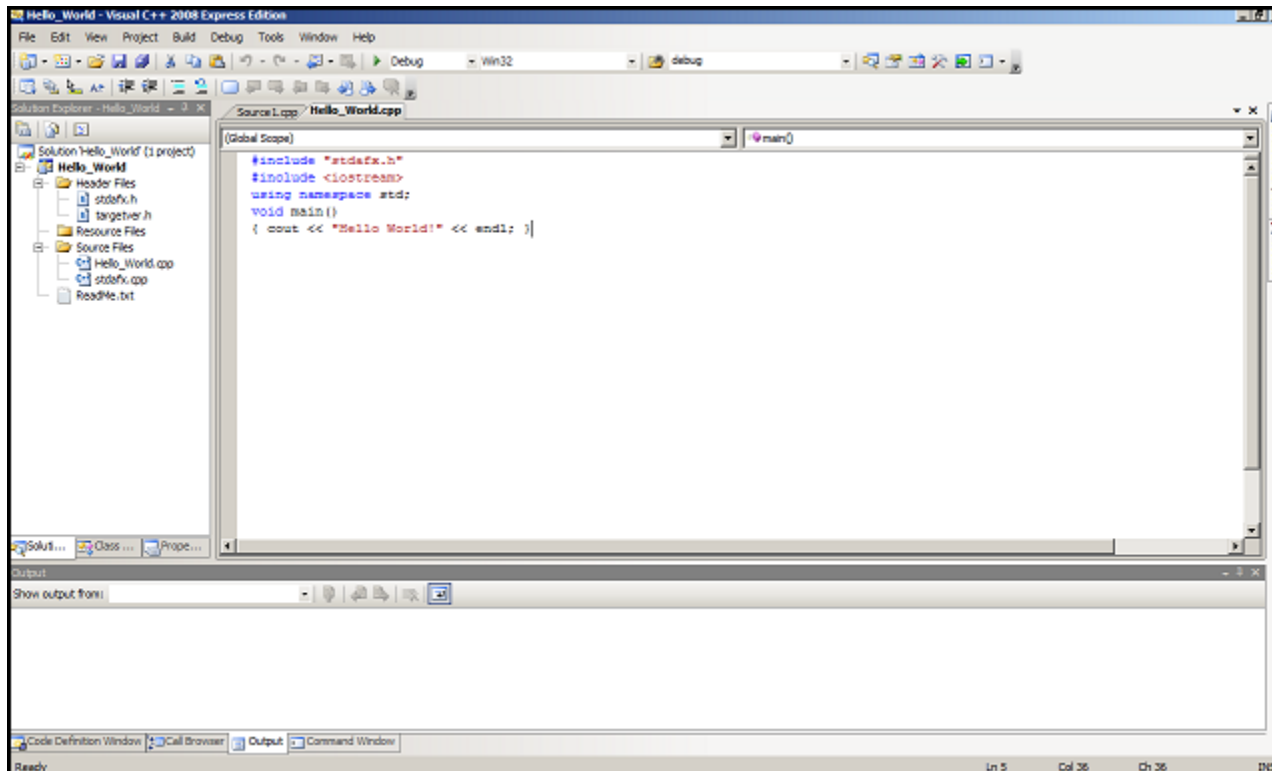 Hello_World - Visual C++ 2008 Express Edition
File Edit View Project Build Debug Tools Window Help
Debug Win32 debug
Solution Explorer - Hello_World
Source1.cpp Hello_World.cpp
(Global Scope) main()
Solution 'Hello_World' (1 project)
Hello_World
Header Files
stdafx.h
targetver.h
Resource Files
Source Files
Hello_World.cpp
stdafx.cpp
ReadMe.txt
#include "stdafx.h"
#include <iostream>
using namespace std;
void main()
{ cout << "Hello World!" << endl; }
Soluti... Class ... Prope...
Output
Show output from:
Code Definition Window Call Browser Output Command Window
Ready Ln 5 Col 36 Ch 36 INS